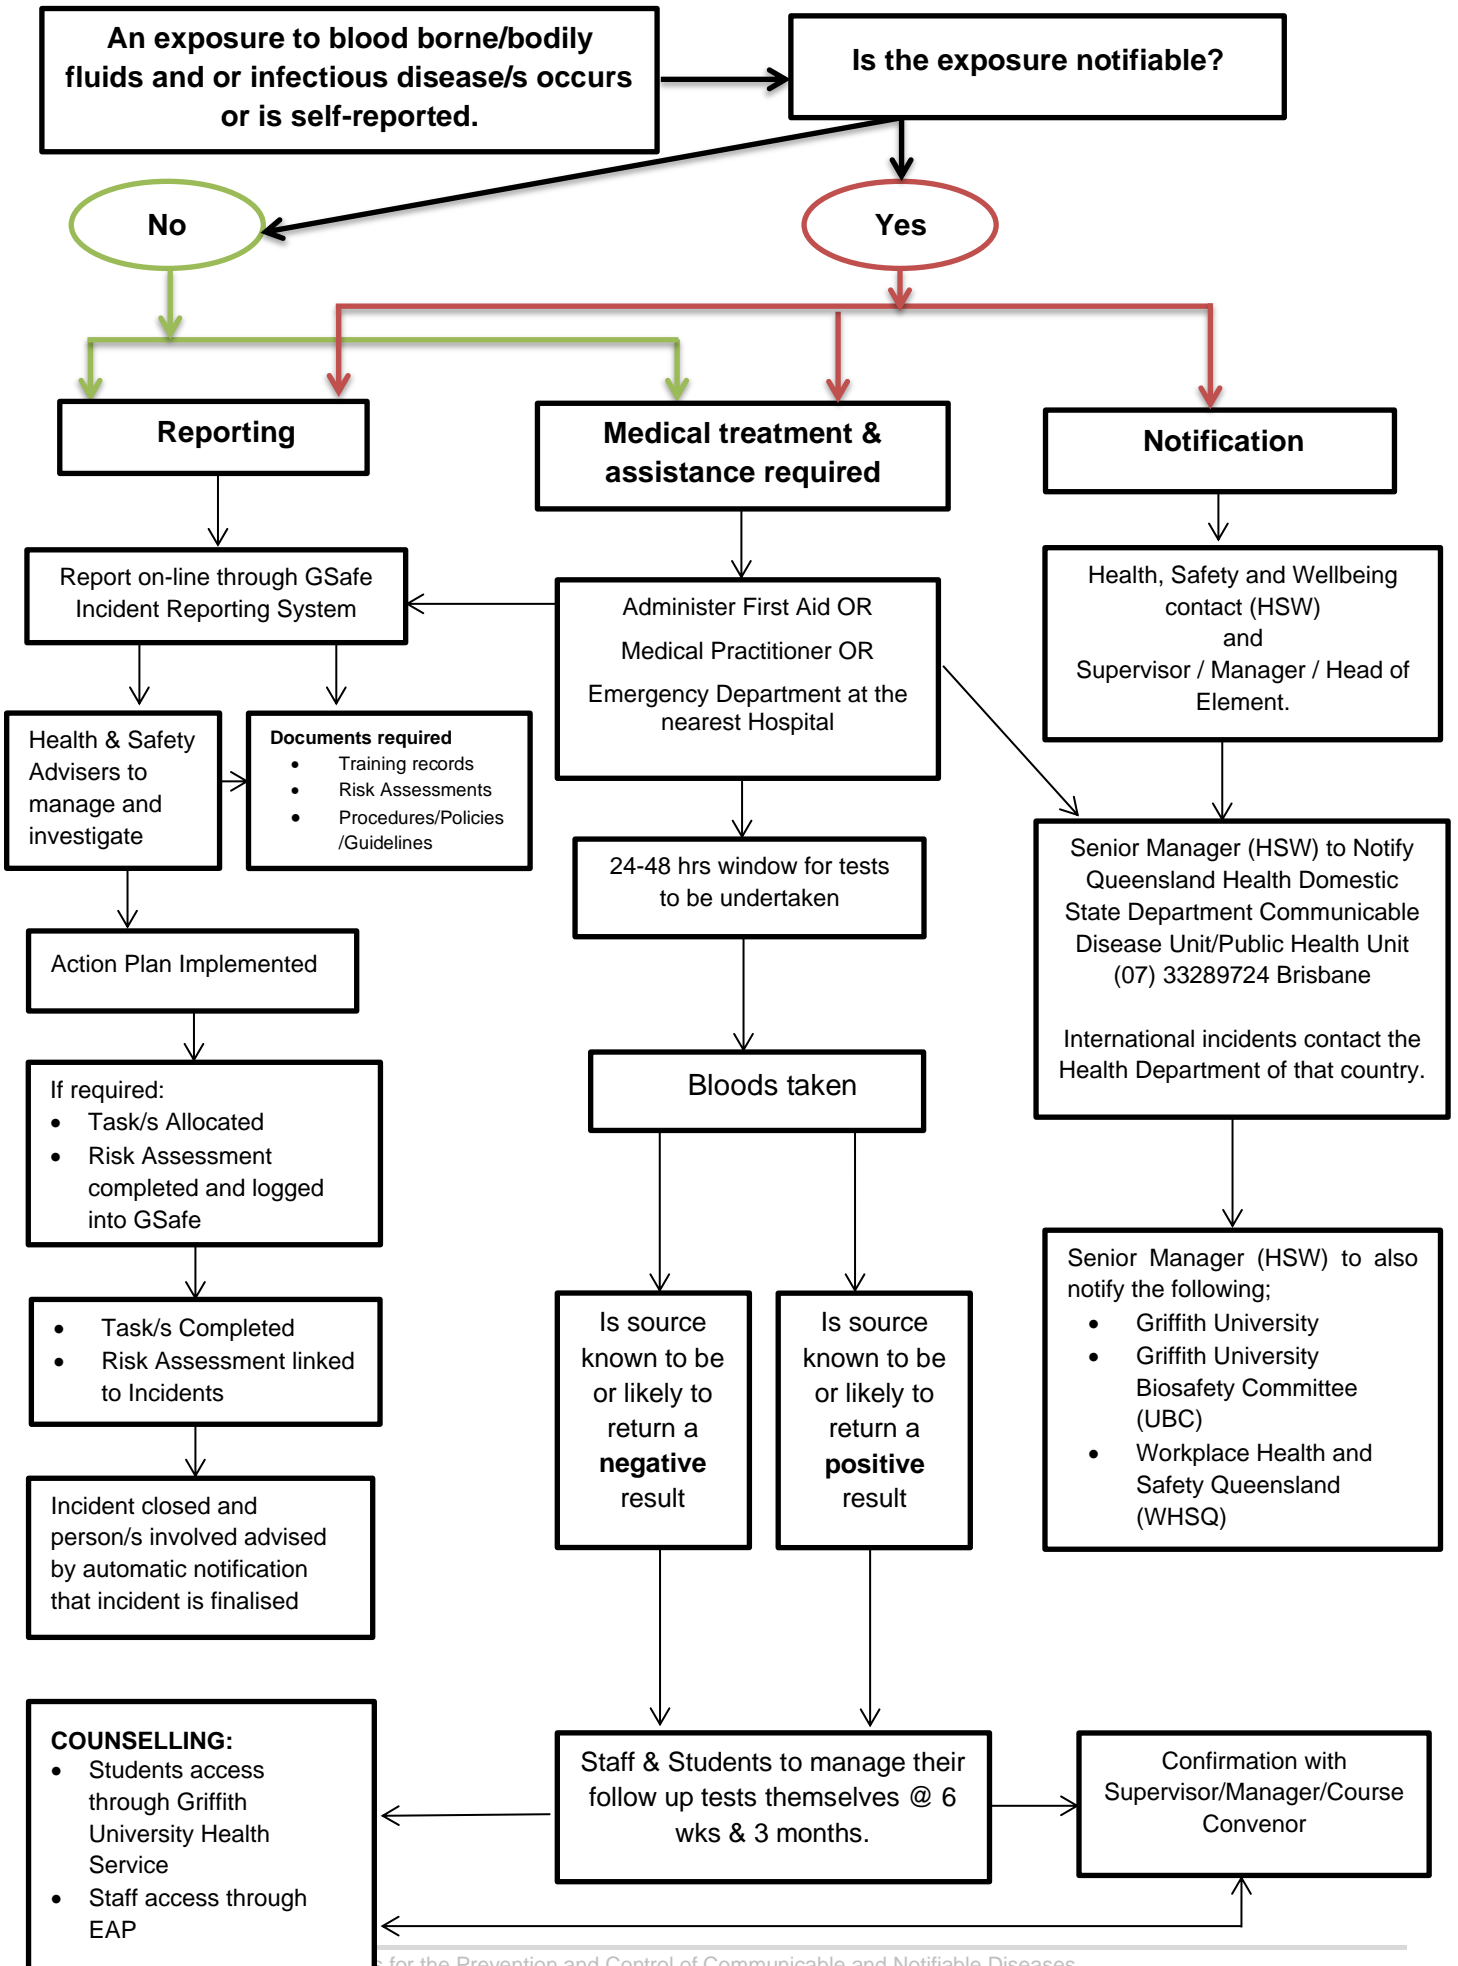 An exposure to blood borne/bodily
fluids and or infectious disease/s occurs
or is self-reported.
Is the exposure notifiable?
No
Yes
Reporting
Medical treatment &
assistance required
Notification
Report on-line through GSafe
Incident Reporting System
Administer First Aid OR
Medical Practitioner OR
Emergency Department at the
nearest Hospital
Health, Safety and Wellbeing
contact (HSW)
and
Supervisor / Manager / Head of
Element.
Health & Safety
Advisers to
manage and
investigate
Documents required
• Training records
• Risk Assessments
• Procedures/Policies
/Guidelines
24-48 hrs window for tests
to be undertaken
Senior Manager (HSW) to Notify
Queensland Health Domestic
State Department Communicable
Disease Unit/Public Health Unit
(07) 33289724 Brisbane
International incidents contact the
Health Department of that country.
Action Plan Implemented
Bloods taken
If required:
• Task/s Allocated
• Risk Assessment
completed and logged
into GSafe
Senior Manager (HSW) to also
notify the following;
• Griffith University
• Griffith University
Biosafety Committee
(UBC)
• Workplace Health and
Safety Queensland
(WHSQ)
• Task/s Completed
• Risk Assessment linked
to Incidents
Is source
known to be
or likely to
return a
negative
result
Is source
known to be
or likely to
return a
positive
result
Incident closed and
person/s involved advised
by automatic notification
that incident is finalised
COUNSELLING:
• Students access
through Griffith
University Health
Service
• Staff access through
EAP
Staff & Students to manage their
follow up tests themselves @ 6
wks & 3 months.
Confirmation with
Supervisor/Manager/Course
Convenor
for the Prevention and Control of Communicable and Notifiable Diseases